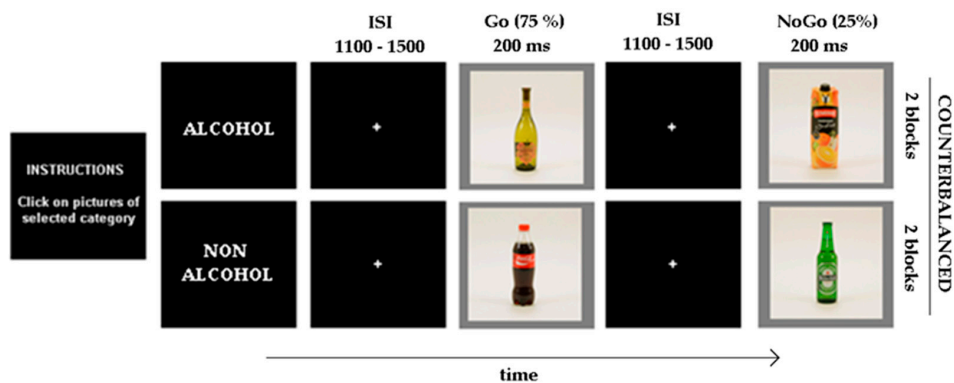 ISI
1100 - 1500
Go (75 %)
200 ms
ISI
1100 - 1500
NoGo (25%)
200 ms
INSTRUCTIONS
Click on pictures of
selected category
ALCOHOL
2 blocks
NON
ALCOHOL
2 blocks
COUNTERBALANCED
time